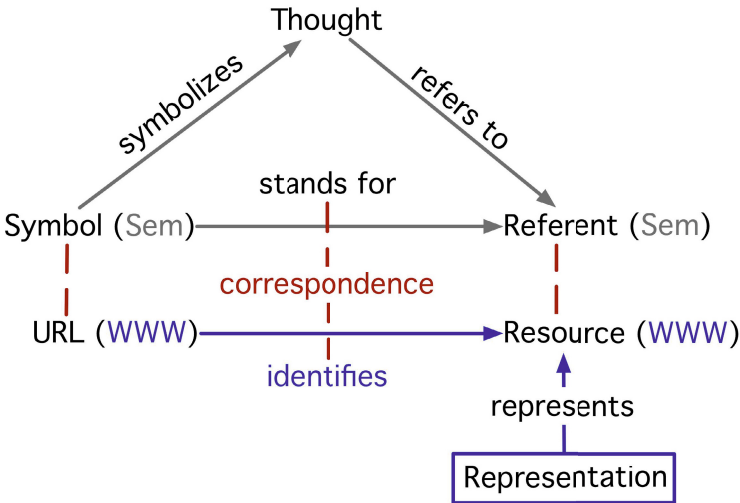 Thought
symbolizes
refers to
stands for
Symbol (Sem)
Referent (Sem)
correspondence
URL (WWW)
Resource (WWW)
identifies
represents
Representation